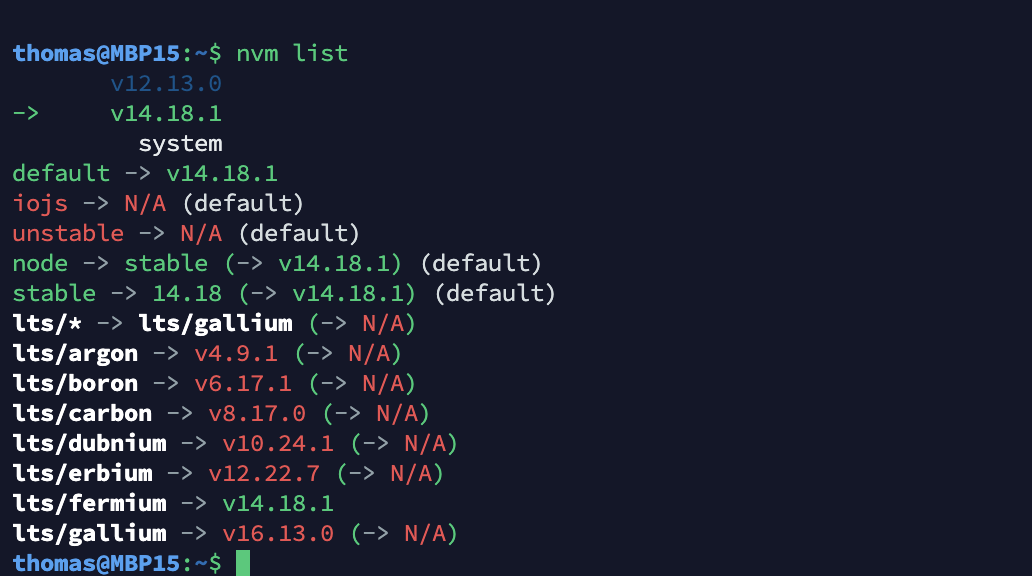 thomas@MBP15:~$ nvm list
       v12.13.0
->     v14.18.1
         system
default -> v14.18.1
iojs -> N/A (default)
unstable -> N/A (default)
node -> stable (-> v14.18.1) (default)
stable -> 14.18 (-> v14.18.1) (default)
lts/* -> lts/gallium (-> N/A)
lts/argon -> v4.9.1 (-> N/A)
lts/boron -> v6.17.1 (-> N/A)
lts/carbon -> v8.17.0 (-> N/A)
lts/dubnium -> v10.24.1 (-> N/A)
lts/erbium -> v12.22.7 (-> N/A)
lts/fermium -> v14.18.1
lts/gallium -> v16.13.0 (-> N/A)
thomas@MBP15:~$